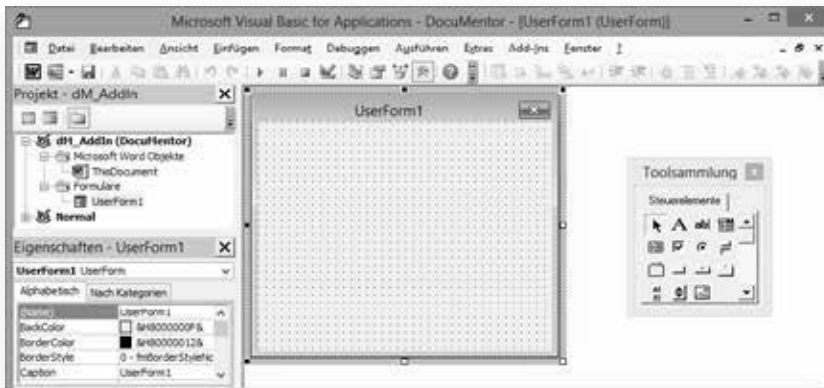 Microsoft Visual Basic for Applications - DocuMentor - [UserForm1 (UserForm)]
Datei Bearbeiten Ansicht Einfügen Format Debuggen Ausführen Extras Add-Ins Fenster ?
Projekt - dM_AddIn
dM_AddIn (DocuMentor)
Microsoft Word Objekte
ThisDocument
Formulare
UserForm1
Normal
Eigenschaften - UserForm1
UserForm1 UserForm
Alphabetisch Nach Kategorien
(Name) UserForm1
BackColor &H8000000F&
BorderColor &H80000012&
BorderStyle 0 - fmBorderStyleNo
Caption UserForm1
UserForm1
Toolsammlung
Steuerelemente
A abl